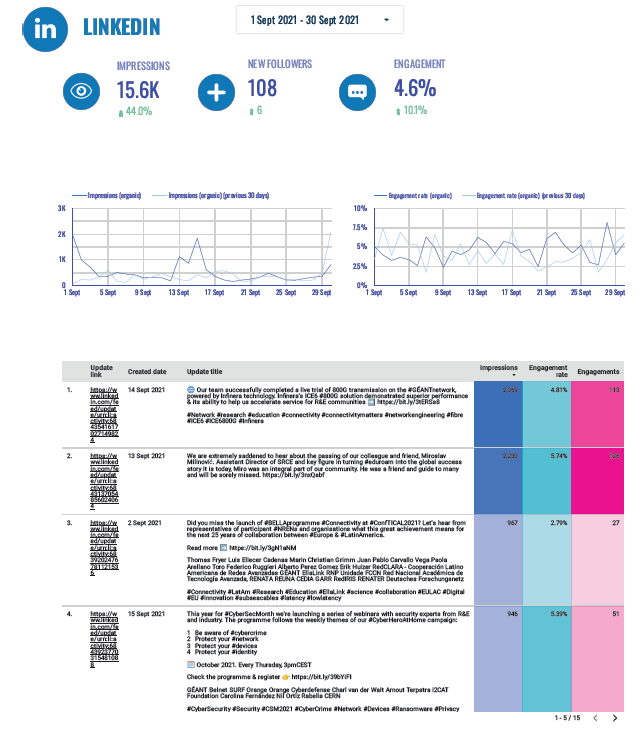 in LINKEDIN
1 Sept 2021 - 30 Sept 2021
IMPRESSIONS
15.6K
44.0%
NEW FOLLOWERS
108
6
ENGAGEMENT
4.6%
10.1%
Impressions (organic) Impressions (organic) (previous 30 days)
3K
2K
1K
0
1 Sept 5 Sept 9 Sept 13 Sept 17 Sept 21 Sept 25 Sept 29 Sept
Engagement rate (organic) Engagement rate (organic) (previous 30 days)
10%
7.5%
5%
2.5%
0%
1 Sept 5 Sept 9 Sept 13 Sept 17 Sept 21 Sept 25 Sept 29 Sept
Update link Created date Update title Impressions Engagement rate Engagements
1. 14 Sept 2021
Our team successfully completed a live trial of 800G transmission on the #GÉANTnetwork,
powered by Infinera technology. Infinera's ICE6 #800G solution demonstrated superior performance
& its ability to help us accelerate service for R&E communities https://bit.ly/3tERSs8
#Network #research #education #connectivity #connectivitymatters #networkengineering #fibre
#ICE6 #ICE6800G #Infinera
4.81% 113
2. 13 Sept 2021
We are extremely saddened to hear about the passing of our colleague and friend, Miroslav
Milinović. Assistant Director of SRCE and key figure in turning #eduroam into the global success
story it is today, Miro was an integral part of our community. He was a friend and guide to many
and will be sorely missed.
2,230 5.74%
3. 2 Sept 2021
Did you miss the launch of #BELLAprogramme #Connectivity at #ConfTICAL2021? Let's hear from
representatives of participant #NRENs and organisations what this great achievement means for
the next 25 years of collaboration between #Europe & #LatinAmerica.
Read more https://bit.ly/3gN1aNM
Thomas Fryer Luis Eliecer Cadenas Marin Christian Grimm Juan Pablo Carvallo Vega Paola
Arellano Toro Federico Ruggieri Alberto Perez Gomez Erik Huizer RedCLARA - Cooperación Latino
Americana de Redes Avanzadas GÉANT EllaLink RNP Unidade FCCN Red Nacional Académica de
Tecnología Avanzada, RENATA REUNA CEDIA GARR RedIRIS RENATER Deutsches Forschungsnetz
#Connectivity #LatAm #Research #Education #EllaLink #science #collaboration #EULAC #Digital
#EU #innovation #subseacables #latency #lowlatency
967 2.79% 27
4. 15 Sept 2021
This year for #CyberSecMonth we're launching a series of webinars with security experts from R&E
and industry. The programme follows the weekly themes of our #CyberHeroAtHome campaign:
1 Be aware of #cybercrime
2 Protect your #network
3 Protect your #devices
4 Protect your #identity
October 2021. Every Thursday, 3pmCEST
Check the programme & register https://bit.ly/39bYiFI
GÉANT Belnet SURF Orange Orange Cyberdefense Charl van der Walt Arnout Terpstra i2CAT
Foundation Carolina Fernández Nil Ortiz Rabella CERN
#CyberSecurity #Security #CSM2021 #CyberCrime #Network #Devices #Ransomware #Privacy
946 5.39% 51
1 - 5 / 15